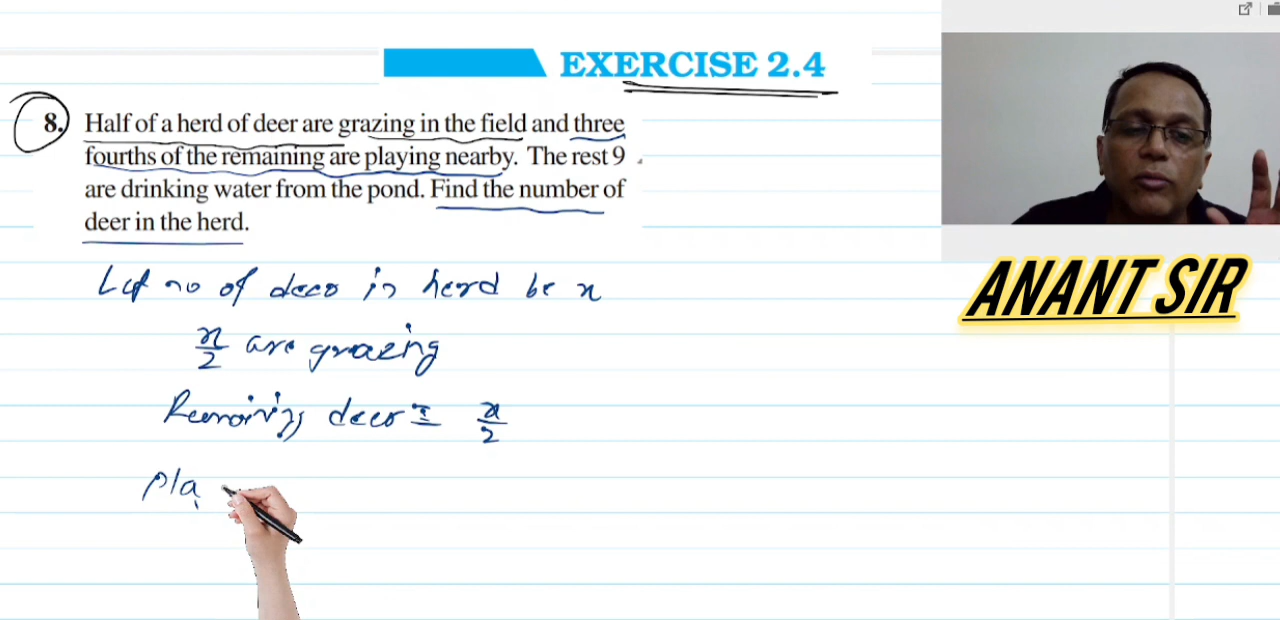 EXERCISE 2.4
8. Half of a herd of deer are grazing in the field and three
fourths of the remaining are playing nearby. The rest 9
are drinking water from the pond. Find the number of
deer in the herd.
Let no of deer in herd be x
x/2 are grazing
Remaining deer = x/2
Pla
ANANT SIR